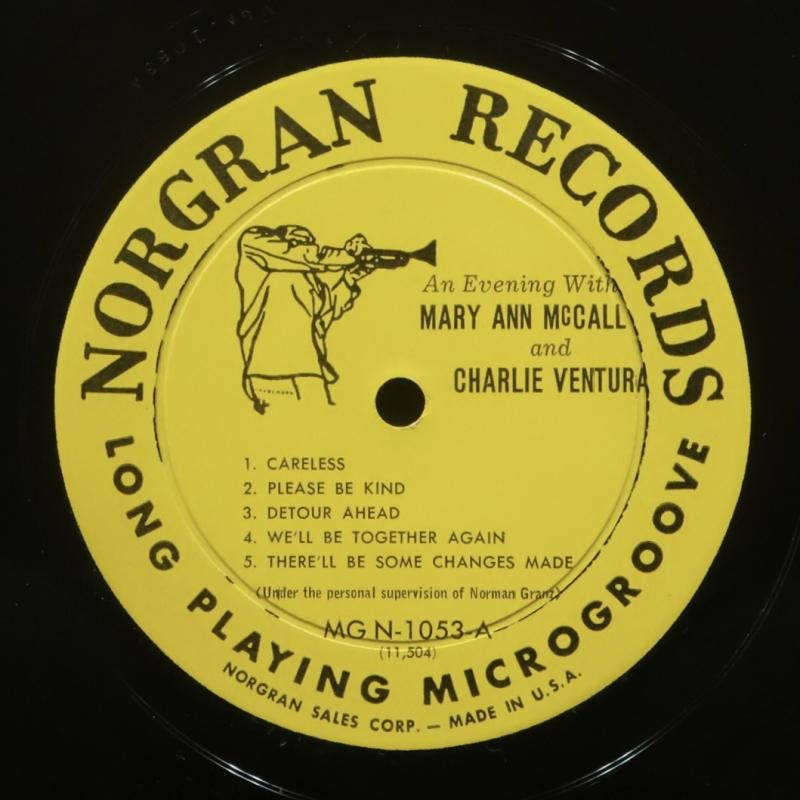 NORGRAN RECORDS
An Evening With
MARY ANN McCALL
and
CHARLIE VENTURA
1. CARELESS
2. PLEASE BE KIND
3. DETOUR AHEAD
4. WE'LL BE TOGETHER AGAIN
5. THERE'LL BE SOME CHANGES MADE
(Under the personal supervision of Norman Granz)
MG N-1053-A
(11,504)
LONG PLAYING MICROGROOVE
NORGRAN SALES CORP. — MADE IN U.S.A.